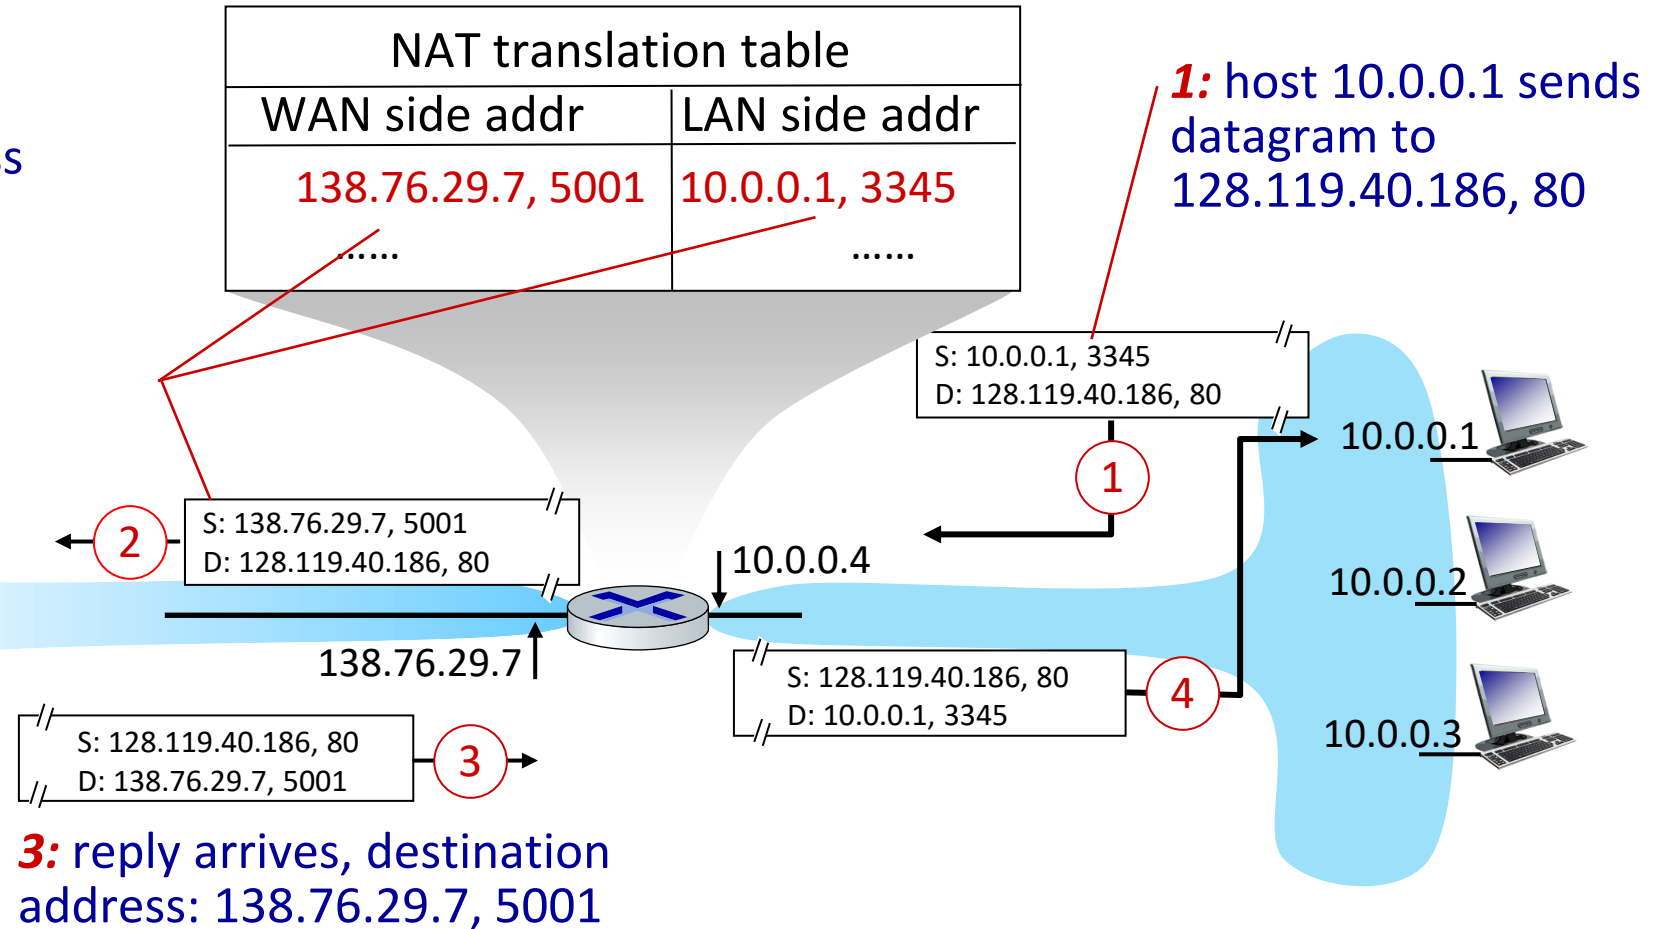 NAT translation table
WAN side addr LAN side addr
138.76.29.7, 5001 10.0.0.1, 3345
...... ......
1: host 10.0.0.1 sends
datagram to
128.119.40.186, 80
S: 10.0.0.1, 3345
D: 128.119.40.186, 80
1
10.0.0.1
2
S: 138.76.29.7, 5001
D: 128.119.40.186, 80
10.0.0.4
10.0.0.2
138.76.29.7
S: 128.119.40.186, 80
D: 10.0.0.1, 3345
4
10.0.0.3
S: 128.119.40.186, 80
D: 138.76.29.7, 5001
3
3: reply arrives, destination
address: 138.76.29.7, 5001